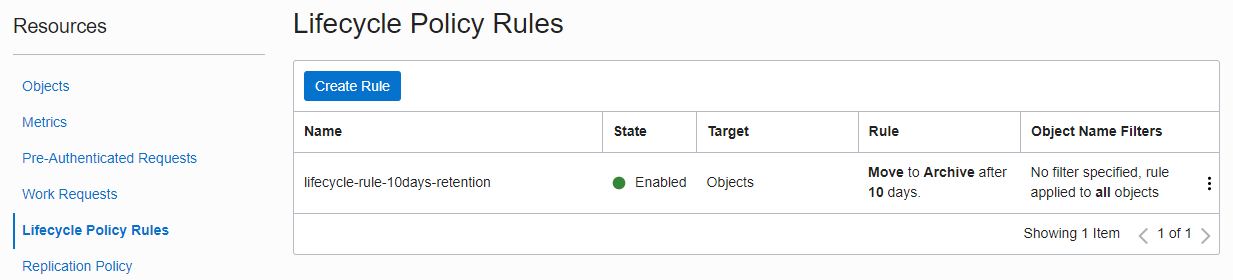 Resources
Objects
Metrics
Pre-Authenticated Requests
Work Requests
Lifecycle Policy Rules
Replication Policy
Lifecycle Policy Rules
Create Rule
Name State Target Rule Object Name Filters
lifecycle-rule-10days-retention Enabled Objects Move to Archive after No filter specified, rule
10 days. applied to all objects
Showing 1 Item 1 of 1